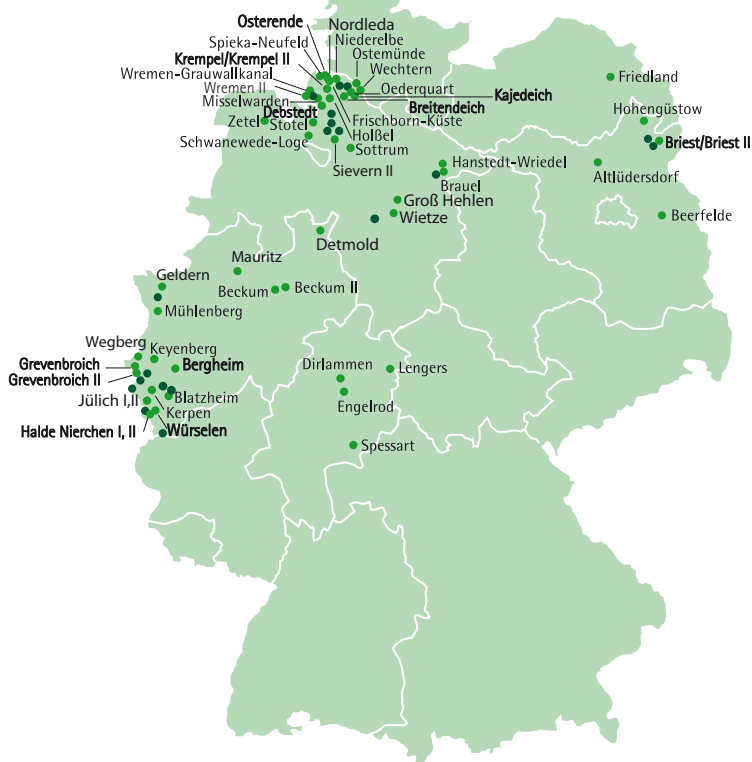 Osterende
Nordleda
Spieka-Neufeld
Niederelbe
Krempel/Krempel II
Ostemünde
Wremen-Grauwallkanal
Wechtern
Wremen II
Oederquart
Kajedeich
Misselwarden
Breitendeich
Debstedt
Zetel
Stotel
Frischborn-Küste
Holßel
Schwanewede-Loge
Sottrum
Sievern II
Friedland
Hohengüstow
Briest/Briest II
Altlüdersdorf
Beerfelde
Hanstedt-Wriedel
Brauel
Groß Hehlen
Wietze
Detmold
Mauritz
Geldern
Beckum
Beckum II
Mühlenberg
Wegberg
Keyenberg
Grevenbroich
Bergheim
Grevenbroich II
Dirlammen
Lengers
Jülich I,II
Blatzheim
Engelrod
Kerpen
Halde Nierchen I, II
Würselen
Spessart